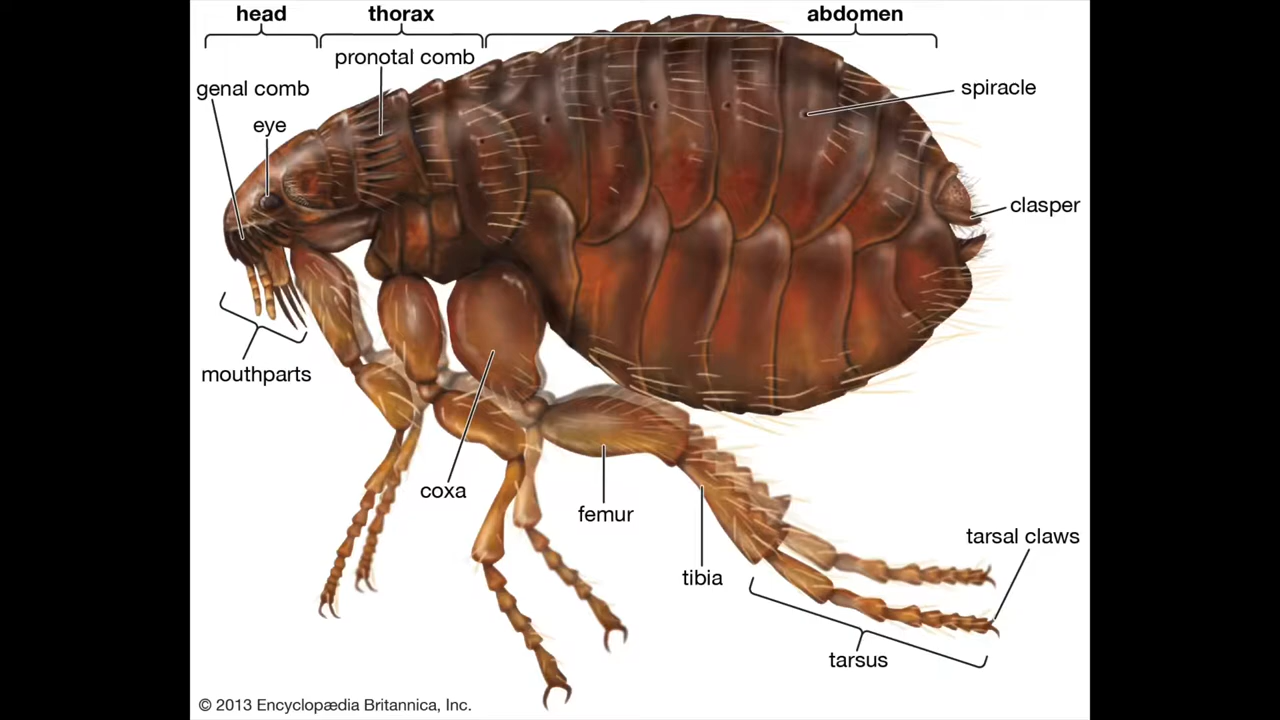 head
thorax
abdomen
pronotal comb
genal comb
spiracle
eye
clasper
mouthparts
coxa
femur
tarsal claws
tibia
tarsus
© 2013 Encyclopædia Britannica, Inc.